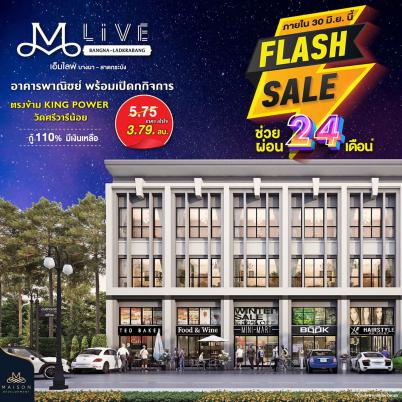 M LiVE
BANGNA-LADKRABANG
เอ็มไลฟ์ บางนา - ลาดกระบัง
อาคารพาณิชย์ พร้อมเปิดกิจการ
ตรงข้าม KING POWER
วัดศรีวารีน้อย
กู้ 110% มีเงินเหลือ
5.75
3.79 ลบ.
ภายใน 30 มิ.ย. นี้
FLASH
SALE
ช่วยผ่อน 24 เดือน*
TED BAKE
Food & Wine
WINTER
SALE
MINI-MART
BOOK
HAIRSTYLE
MAISON
DEVELOPMENT